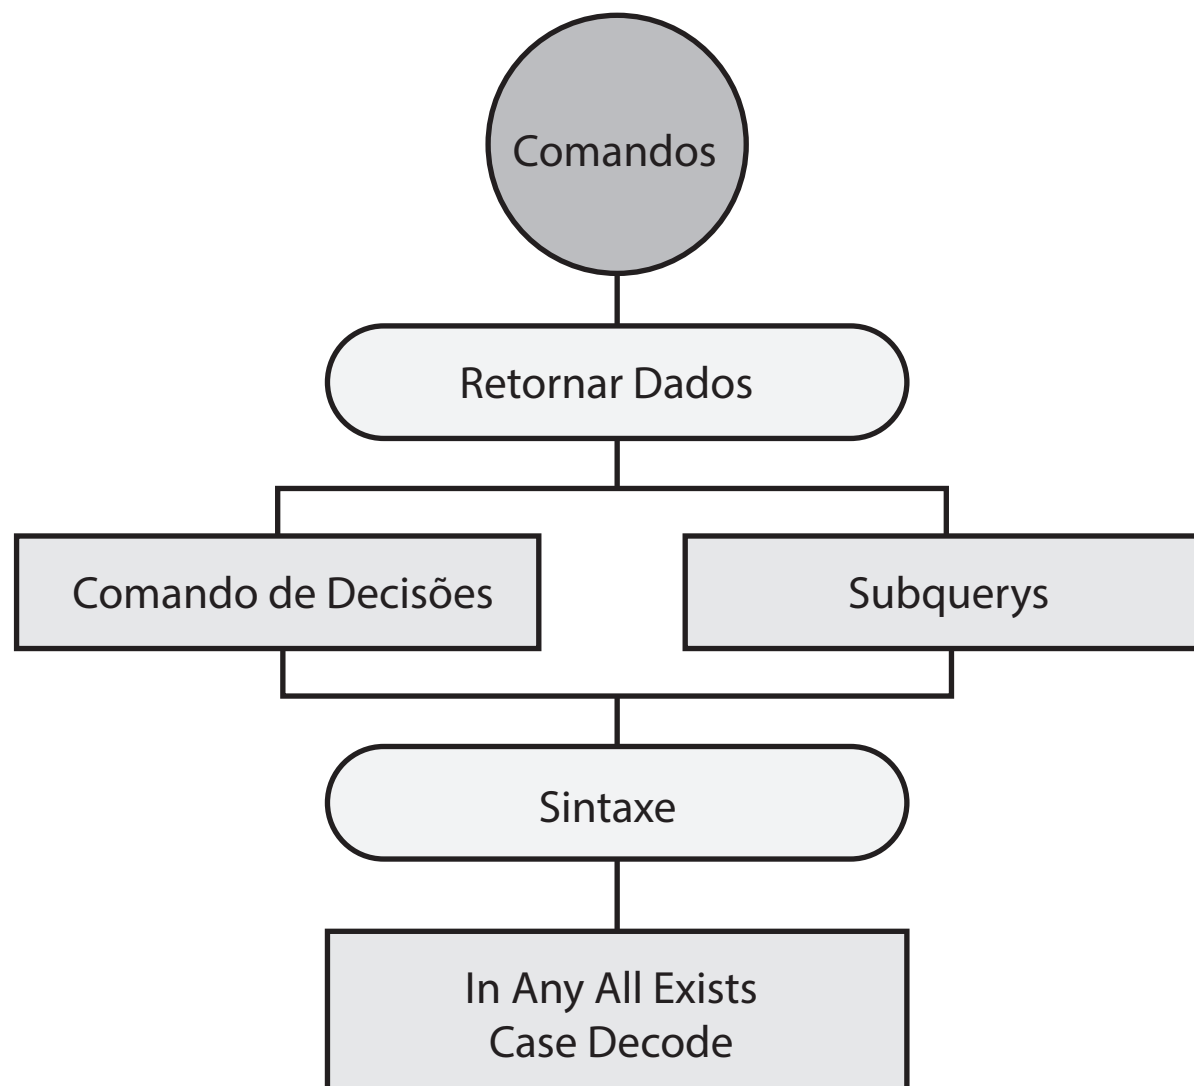 Comandos
Retornar Dados
Comando de Decisões
Subquerys
Sintaxe
In Any All Exists
Case Decode